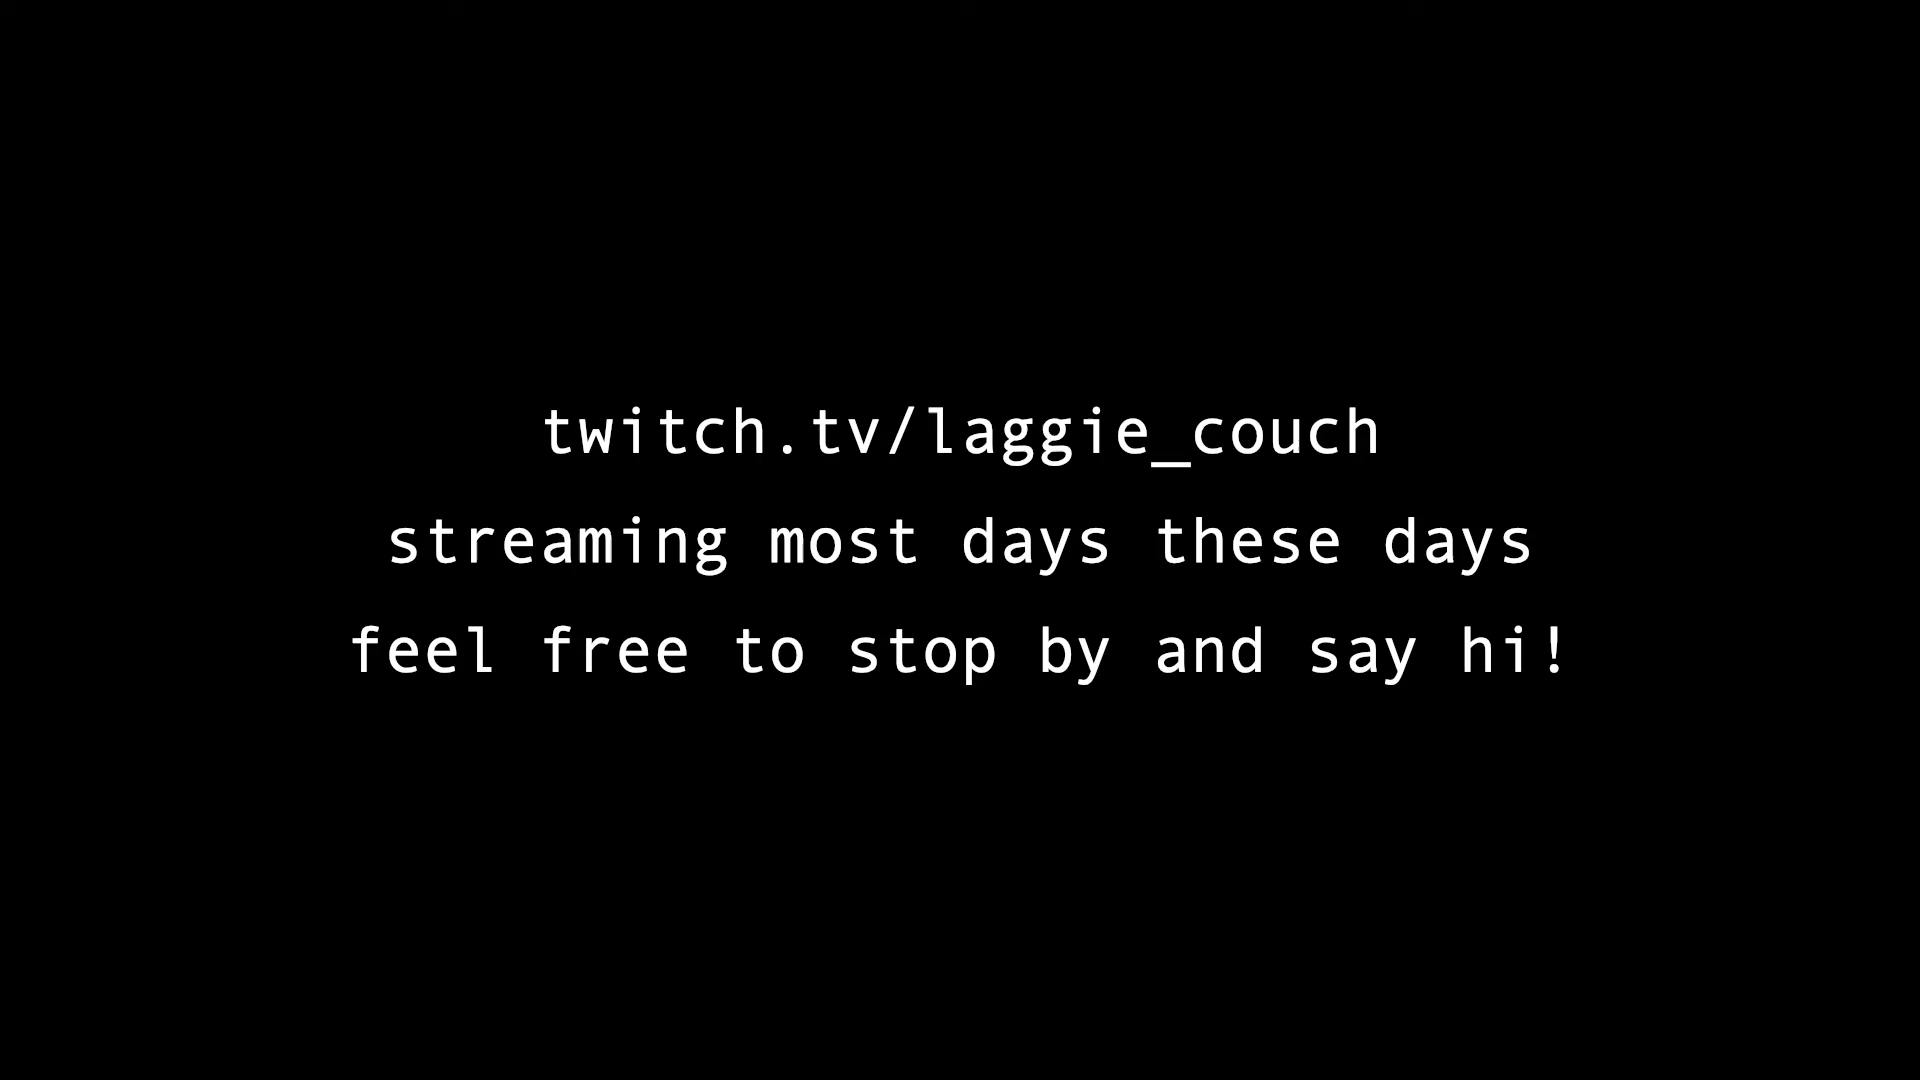 twitch.tv/laggie_couch
streaming most days these days
feel free to stop by and say hi!